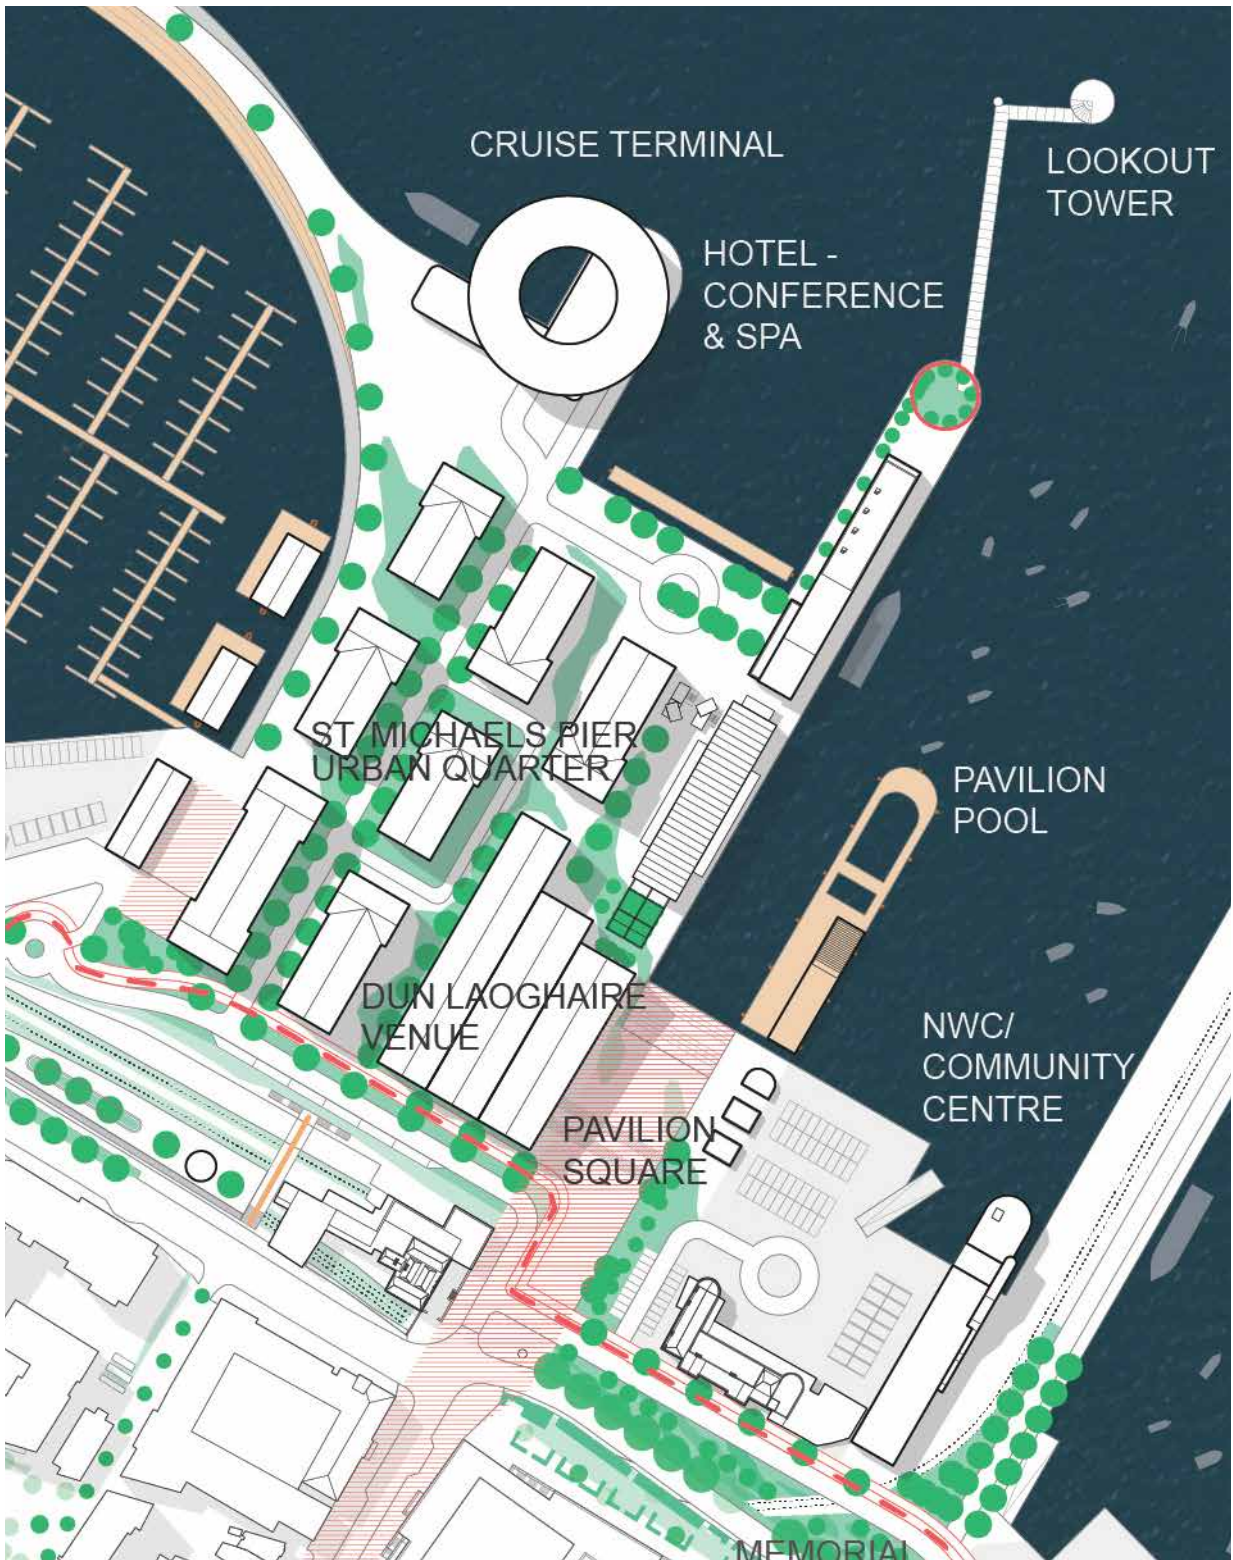 CRUISE TERMINAL
LOOKOUT
TOWER
HOTEL -
CONFERENCE
& SPA
ST. MICHAELS PIER
URBAN QUARTER
PAVILION
POOL
DUN LAOGHAIRE
VENUE
NWC/
COMMUNITY
CENTRE
PAVILION
SQUARE
MEMORIAL